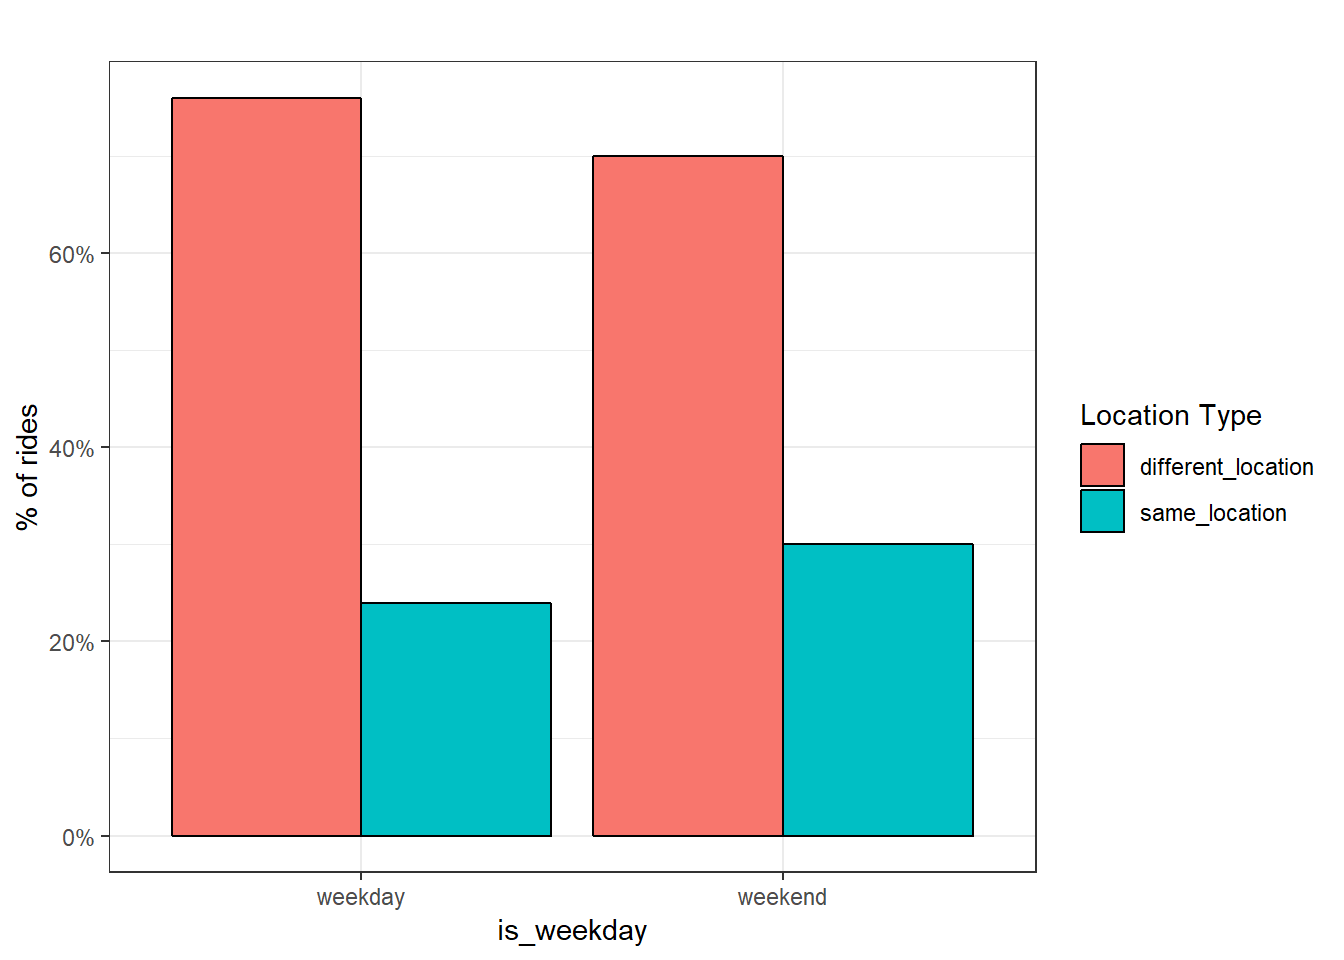 % of rides
60%
40%
20%
0%
weekday
weekend
is_weekday
Location Type
different_location
same_location